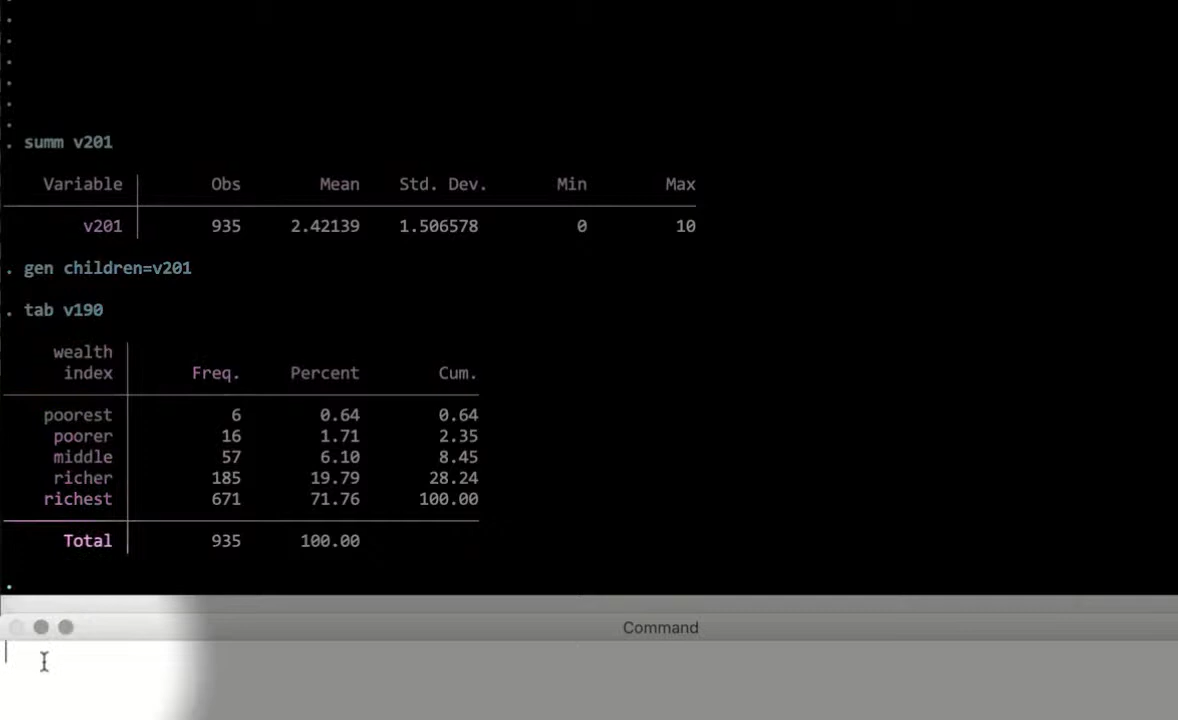 . summ v201
Variable Obs Mean Std. Dev. Min Max
v201 935 2.42139 1.506578 0 10
. gen children=v201
. tab v190
wealth
index Freq. Percent Cum.
poorest 6 0.64 0.64
poorer 16 1.71 2.35
middle 57 6.10 8.45
richer 185 19.79 28.24
richest 671 71.76 100.00
Total 935 100.00
.
Command